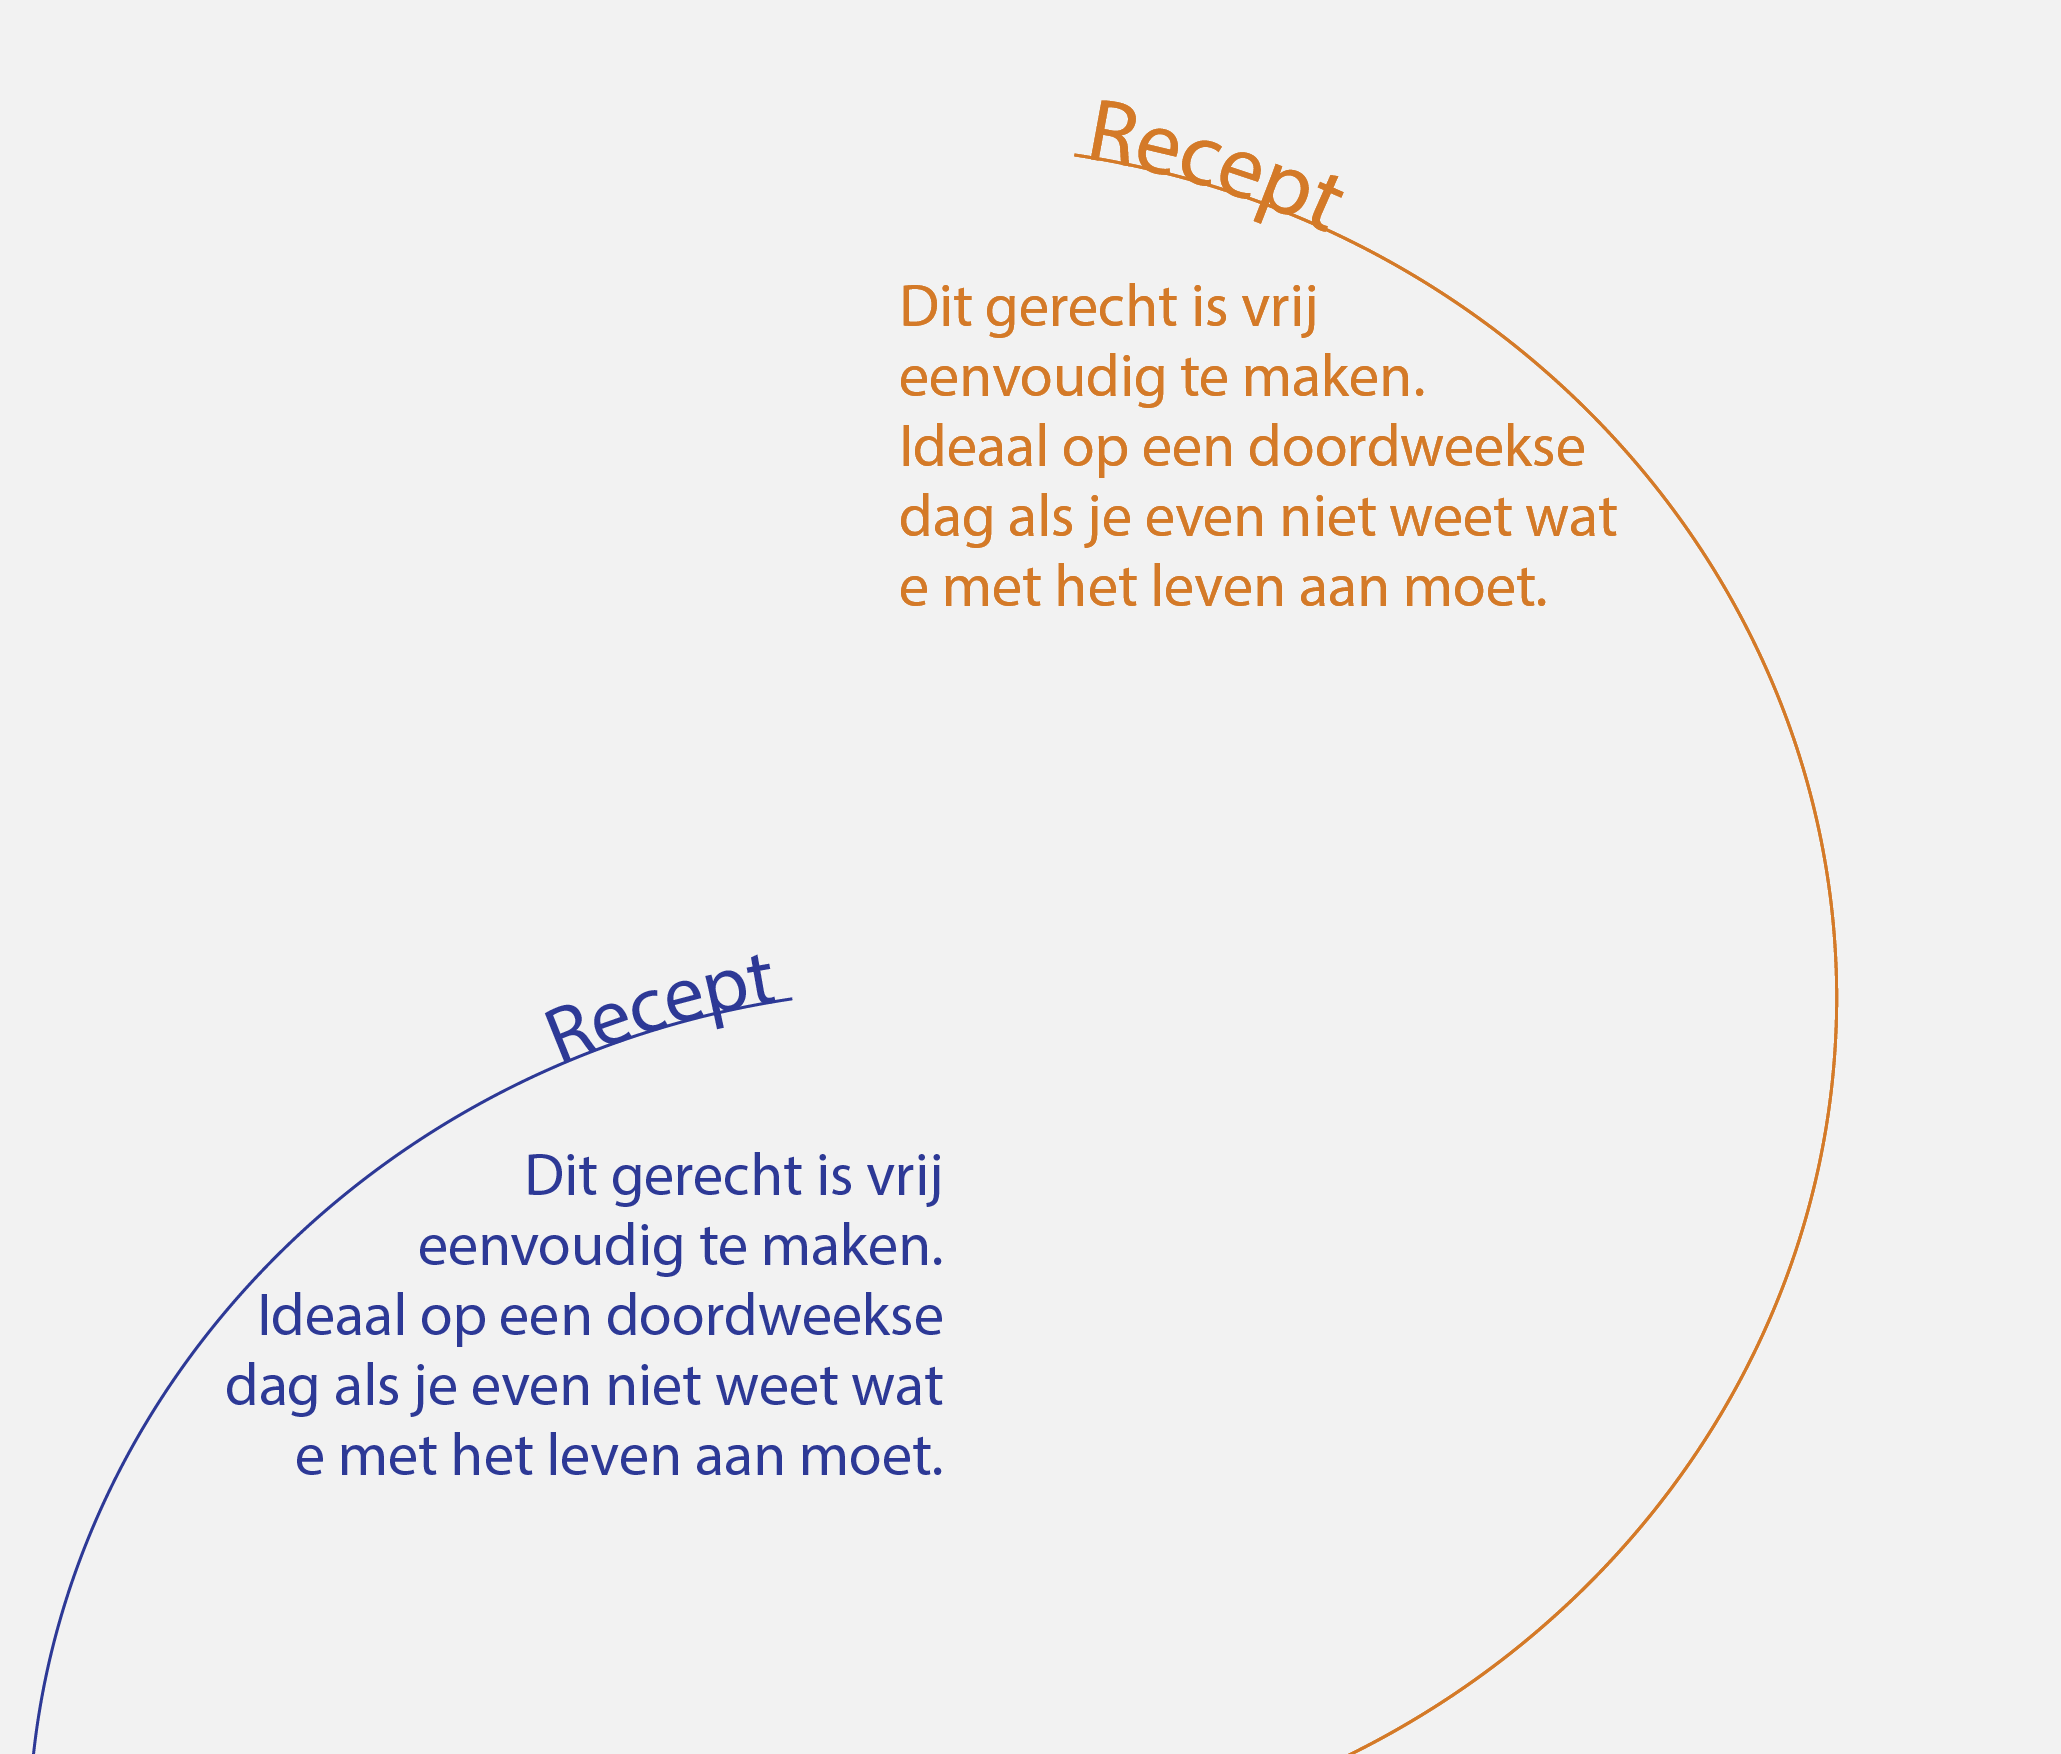 Recept
Dit gerecht is vrij
eenvoudig te maken.
Ideaal op een doordweekse
dag als je even niet weet wat
e met het leven aan moet.
Recept
Dit gerecht is vrij
eenvoudig te maken.
Ideaal op een doordweekse
dag als je even niet weet wat
e met het leven aan moet.